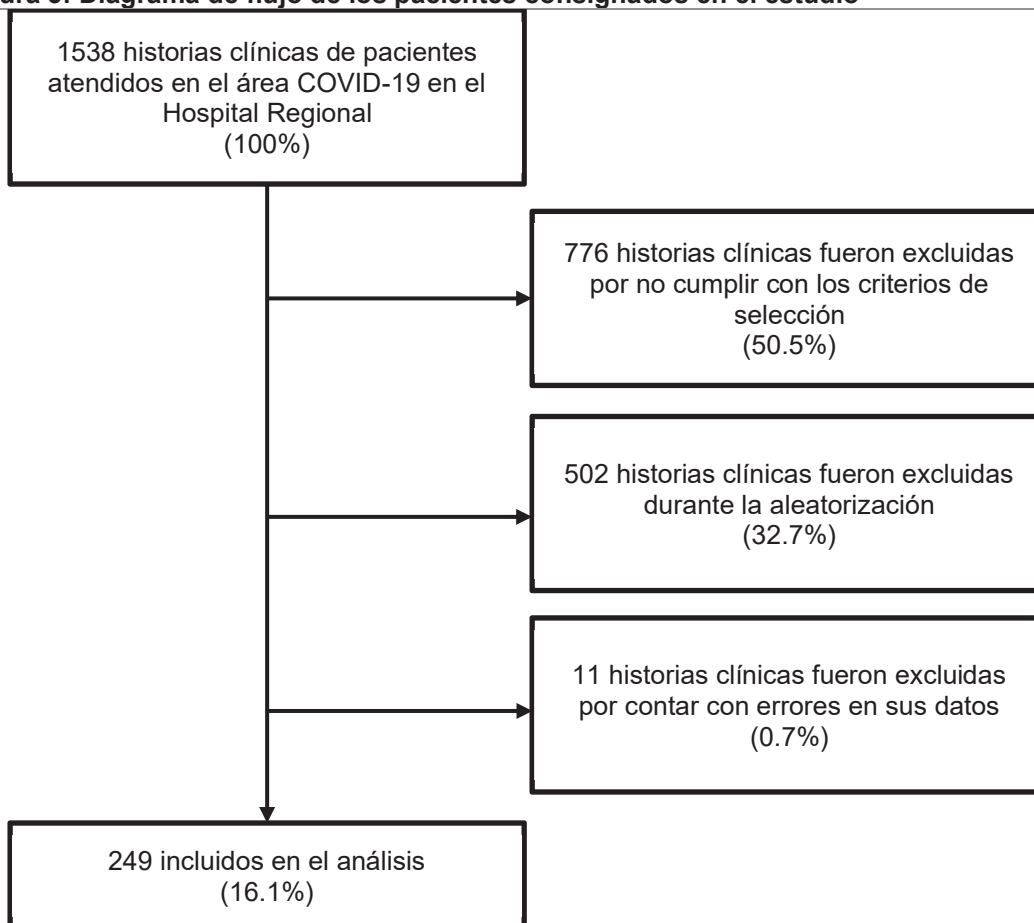 ura 5. Diagrama de flujo de los pacientes consignados en el estudio
1538 historias clínicas de pacientes
atendidos en el área COVID-19 en el
Hospital Regional
(100%)
776 historias clínicas fueron excluidas
por no cumplir con los criterios de
selección
(50.5%)
502 historias clínicas fueron excluidas
durante la aleatorización
(32.7%)
11 historias clínicas fueron excluidas
por contar con errores en sus datos
(0.7%)
249 incluidos en el análisis
(16.1%)